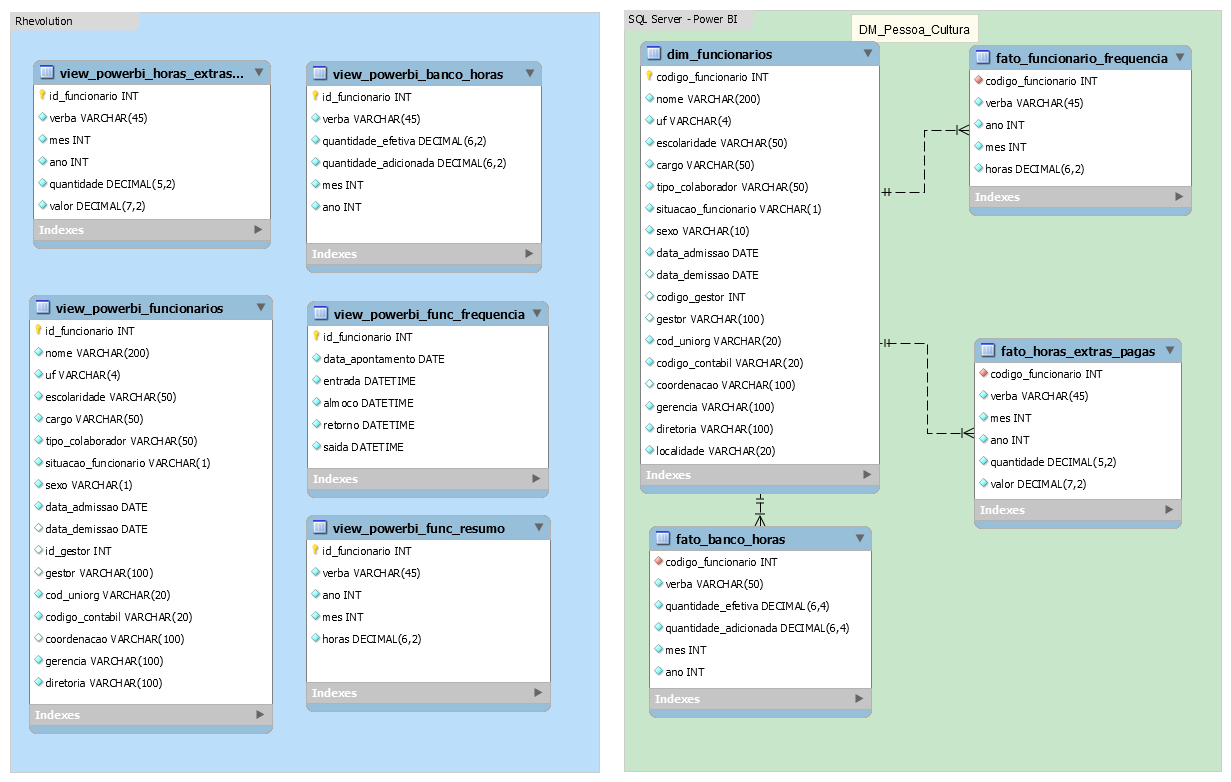 Rhevolution
view_powerbi_horas_extras...
id_funcionario INT
verba VARCHAR(45)
mes INT
ano INT
quantidade DECIMAL(5,2)
valor DECIMAL(7,2)
Indexes
view_powerbi_banco_horas
id_funcionario INT
verba VARCHAR(45)
quantidade_efetiva DECIMAL(6,2)
quantidade_adicionada DECIMAL(6,2)
mes INT
ano INT
Indexes
view_powerbi_funcionarios
id_funcionario INT
nome VARCHAR(200)
uf VARCHAR(4)
escolaridade VARCHAR(50)
cargo VARCHAR(50)
tipo_colaborador VARCHAR(50)
situacao_funcionario VARCHAR(1)
sexo VARCHAR(1)
data_admissao DATE
data_demissao DATE
id_gestor INT
gestor VARCHAR(100)
cod_uniorg VARCHAR(20)
codigo_contabil VARCHAR(20)
coordenacao VARCHAR(100)
gerencia VARCHAR(100)
diretoria VARCHAR(100)
Indexes
view_powerbi_func_frequencia
id_funcionario INT
data_apontamento DATE
entrada DATETIME
almoco DATETIME
retorno DATETIME
saida DATETIME
Indexes
view_powerbi_func_resumo
id_funcionario INT
verba VARCHAR(45)
ano INT
mes INT
horas DECIMAL(6,2)
Indexes
SQL Server - Power BI
DM_Pessoa_Cultura
dim_funcionarios
codigo_funcionario INT
nome VARCHAR(200)
uf VARCHAR(4)
escolaridade VARCHAR(50)
cargo VARCHAR(50)
tipo_colaborador VARCHAR(50)
situacao_funcionario VARCHAR(1)
sexo VARCHAR(10)
data_admissao DATE
data_demissao DATE
codigo_gestor INT
gestor VARCHAR(100)
cod_uniorg VARCHAR(20)
codigo_contabil VARCHAR(20)
coordenacao VARCHAR(100)
gerencia VARCHAR(100)
diretoria VARCHAR(100)
localidade VARCHAR(20)
Indexes
fato_funcionario_frequencia
codigo_funcionario INT
verba VARCHAR(45)
ano INT
mes INT
horas DECIMAL(6,2)
Indexes
fato_horas_extras_pagas
codigo_funcionario INT
verba VARCHAR(45)
mes INT
ano INT
quantidade DECIMAL(5,2)
valor DECIMAL(7,2)
Indexes
fato_banco_horas
codigo_funcionario INT
verba VARCHAR(50)
quantidade_efetiva DECIMAL(6,4)
quantidade_adicionada DECIMAL(6,4)
mes INT
ano INT
Indexes